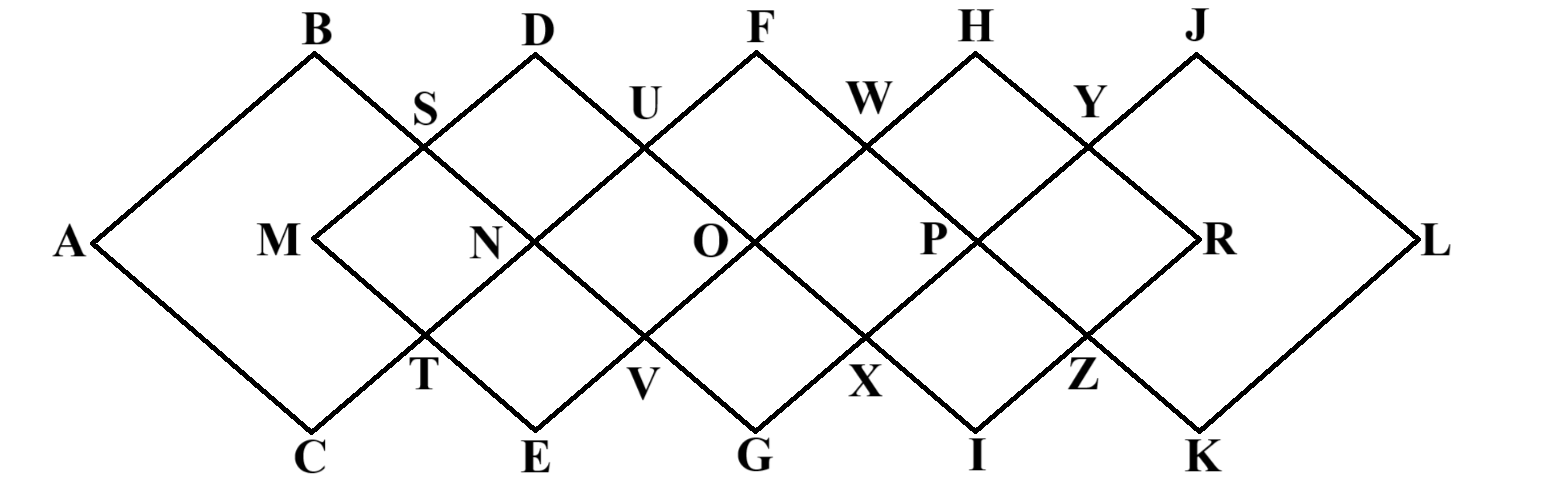 B D F H J
S U W Y
A M N O P R L
T V X Z
C E G I K